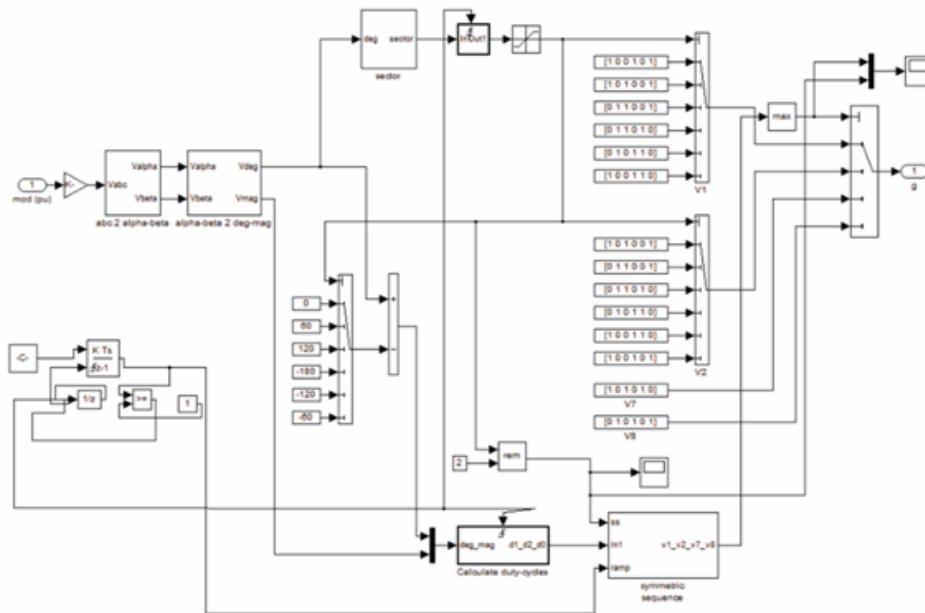 deg sector
sector
In Out1
[1 0 0 1 0 1]
[1 0 1 0 0 1]
[0 1 1 0 0 1]
[0 1 1 0 1 0]
[0 1 0 1 1 0]
[1 0 0 1 1 0]
V1
max
1
g
1
mod (pu)
-K-
Vabc
Valpha
Vbeta
abc 2 alpha-beta
Valpha
Vbeta
Vdeg
Vmag
alpha-beta 2 deg-mag
[1 0 1 0 0 1]
[0 1 1 0 0 1]
[0 1 1 0 1 0]
[0 1 0 1 1 0]
[1 0 0 1 1 0]
[1 0 0 1 0 1]
V2
[1 0 1 0 1 0]
V7
[0 1 0 1 0 1]
V8
0
60
120
-180
-120
-60
+
-C-
K Ts
z-1
1/z
>=
1
2
rem
deg_mag d1_d2_d0
Calculate duty-cycles
ss
In1
ramp
v1_v2_v7_v8
symmetric
sequence